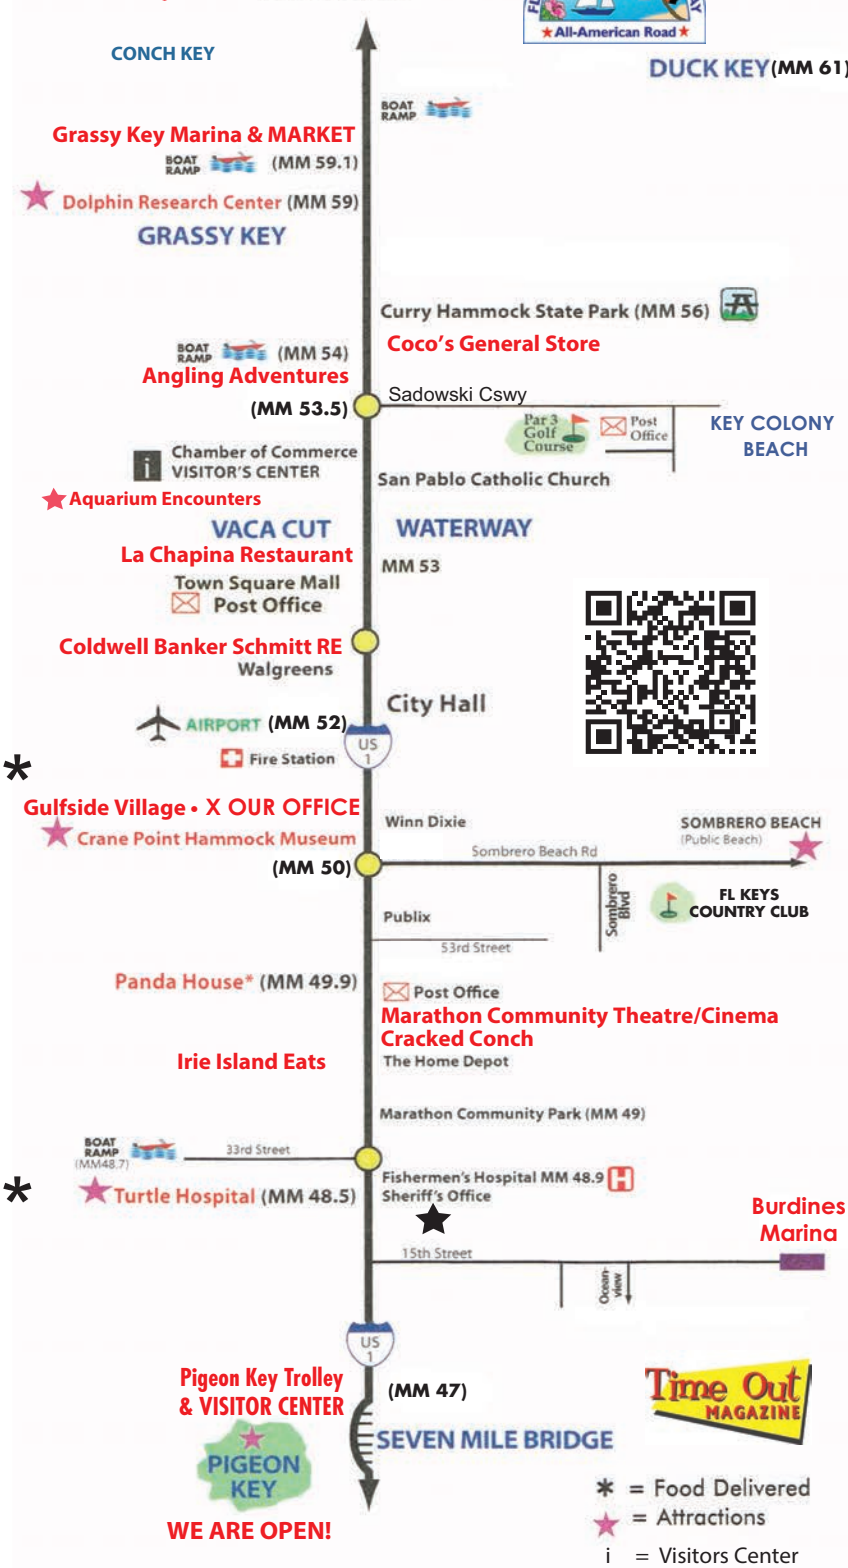 ★ All-American Road ★
CONCH KEY
DUCK KEY (MM 61)
BOAT
RAMP
Grassy Key Marina & MARKET
BOAT
RAMP
(MM 59.1)
Dolphin Research Center (MM 59)
GRASSY KEY
Curry Hammock State Park (MM 56)
Coco's General Store
BOAT
RAMP
(MM 54)
Angling Adventures
Sadowski Cswy
(MM 53.5)
Par 3
Golf
Course
Post
Office
KEY COLONY
BEACH
i
Chamber of Commerce
VISITOR'S CENTER
San Pablo Catholic Church
Aquarium Encounters
VACA CUT
WATERWAY
La Chapina Restaurant
MM 53
Town Square Mall
Post Office
Coldwell Banker Schmitt RE
Walgreens
City Hall
AIRPORT (MM 52)
US
1
Fire Station
*
Gulfside Village • X OUR OFFICE
Winn Dixie
SOMBRERO BEACH
(Public Beach)
Crane Point Hammock Museum
Sombrero Beach Rd
(MM 50)
Sombrero
Blvd
FL KEYS
COUNTRY CLUB
Publix
53rd Street
Panda House* (MM 49.9)
Post Office
Marathon Community Theatre/Cinema
Cracked Conch
Irie Island Eats
The Home Depot
Marathon Community Park (MM 49)
BOAT
RAMP
(MM48.7)
33rd Street
*
Fishermen's Hospital MM 48.9 H
Turtle Hospital (MM 48.5)
Sheriff's Office
Burdines
Marina
15th Street
Ocean-
view
US
1
Pigeon Key Trolley
& VISITOR CENTER
(MM 47)
Time Out
MAGAZINE
SEVEN MILE BRIDGE
PIGEON
KEY
* = Food Delivered
= Attractions
WE ARE OPEN!
i = Visitors Center